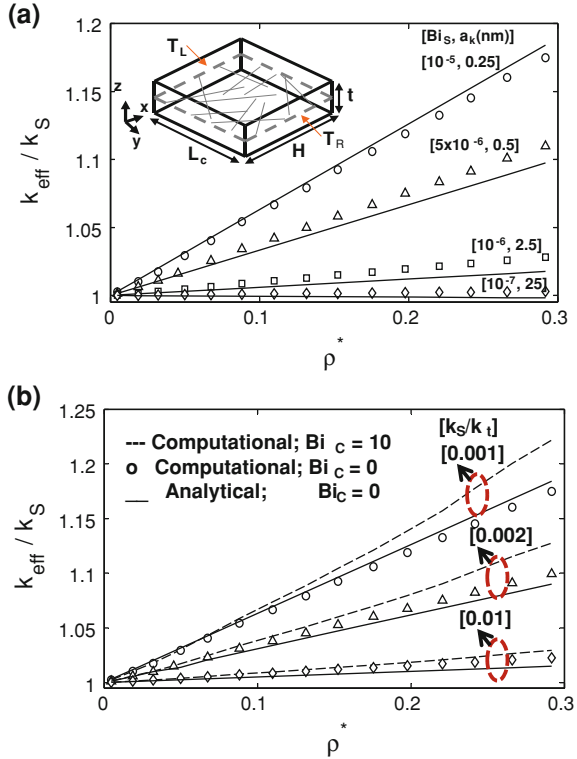 (a)
1.2
1.15
1.1
1.05
1
k_eff / k_S
0
0.1
0.2
0.3
ρ*
[Bi_S, a_k(nm)]
[10^-5, 0.25]
[5x10^-6, 0.5]
[10^-6, 2.5]
[10^-7, 25]
T_L
z
x
y
L_c
H
T_R
t
(b)
1.25
1.2
1.15
1.1
1.05
1
k_eff / k_S
0
0.1
0.2
0.3
ρ*
--- Computational; Bi_C = 10
o Computational; Bi_C = 0
__ Analytical; Bi_C = 0
[k_S/k_t]
[0.001]
[0.002]
[0.01]